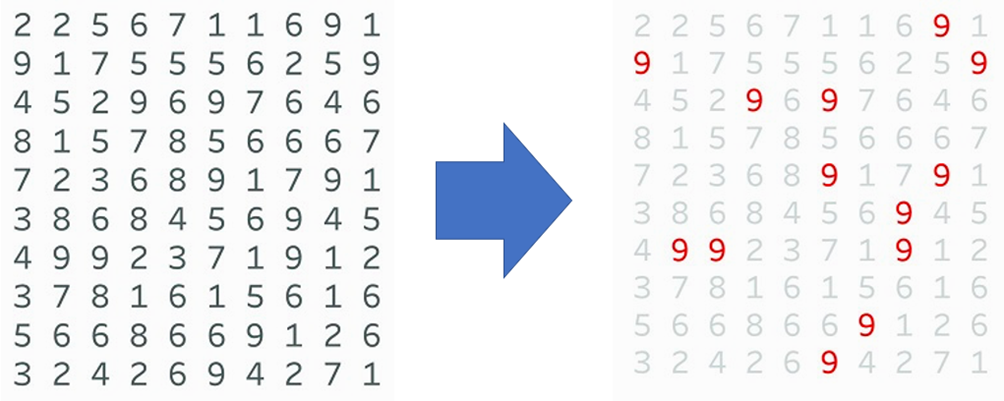 2 2 5 6 7 1 1 6 9 1
9 1 7 5 5 5 6 2 5 9
4 5 2 9 6 9 7 6 4 6
8 1 5 7 8 5 6 6 6 7
7 2 3 6 8 9 1 7 9 1
3 8 6 8 4 5 6 9 4 5
4 9 9 2 3 7 1 9 1 2
3 7 8 1 6 1 5 6 1 6
5 6 6 8 6 6 9 1 2 6
3 2 4 2 6 9 4 2 7 1
2 2 5 6 7 1 1 6 9 1
9 1 7 5 5 5 6 2 5 9
4 5 2 9 6 9 7 6 4 6
8 1 5 7 8 5 6 6 6 7
7 2 3 6 8 9 1 7 9 1
3 8 6 8 4 5 6 9 4 5
4 9 9 2 3 7 1 9 1 2
3 7 8 1 6 1 5 6 1 6
5 6 6 8 6 6 9 1 2 6
3 2 4 2 6 9 4 2 7 1